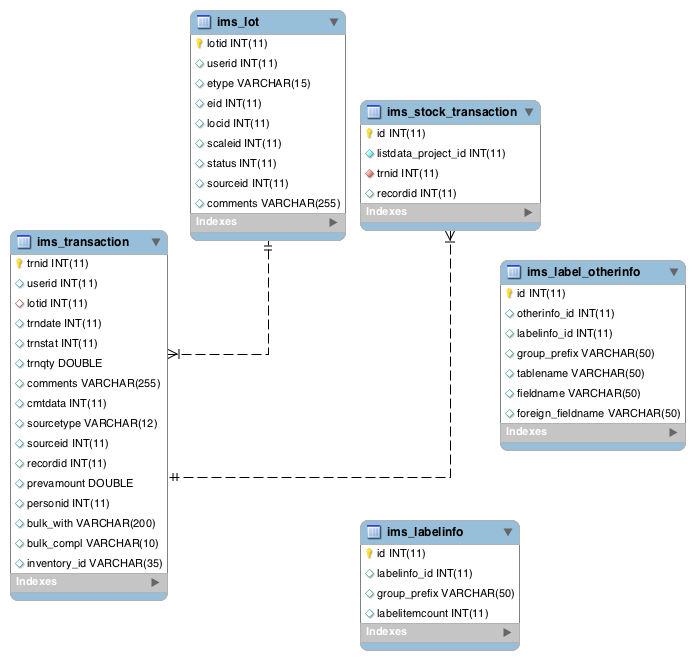 ims_lot
lotid INT(11)
userid INT(11)
etype VARCHAR(15)
eid INT(11)
locid INT(11)
scaleid INT(11)
status INT(11)
sourceid INT(11)
comments VARCHAR(255)
Indexes
ims_stock_transaction
id INT(11)
listdata_project_id INT(11)
trnid INT(11)
recordid INT(11)
Indexes
ims_transaction
trnid INT(11)
userid INT(11)
lotid INT(11)
trndate INT(11)
trnstat INT(11)
trnqty DOUBLE
comments VARCHAR(255)
cmtdata INT(11)
sourcetype VARCHAR(12)
sourceid INT(11)
recordid INT(11)
prevamount DOUBLE
personid INT(11)
bulk_with VARCHAR(200)
bulk_compl VARCHAR(10)
inventory_id VARCHAR(35)
Indexes
ims_label_otherinfo
id INT(11)
otherinfo_id INT(11)
labelinfo_id INT(11)
group_prefix VARCHAR(50)
tablename VARCHAR(50)
fieldname VARCHAR(50)
foreign_fieldname VARCHAR(50)
Indexes
ims_labelinfo
id INT(11)
labelinfo_id INT(11)
group_prefix VARCHAR(50)
labelitemcount INT(11)
Indexes